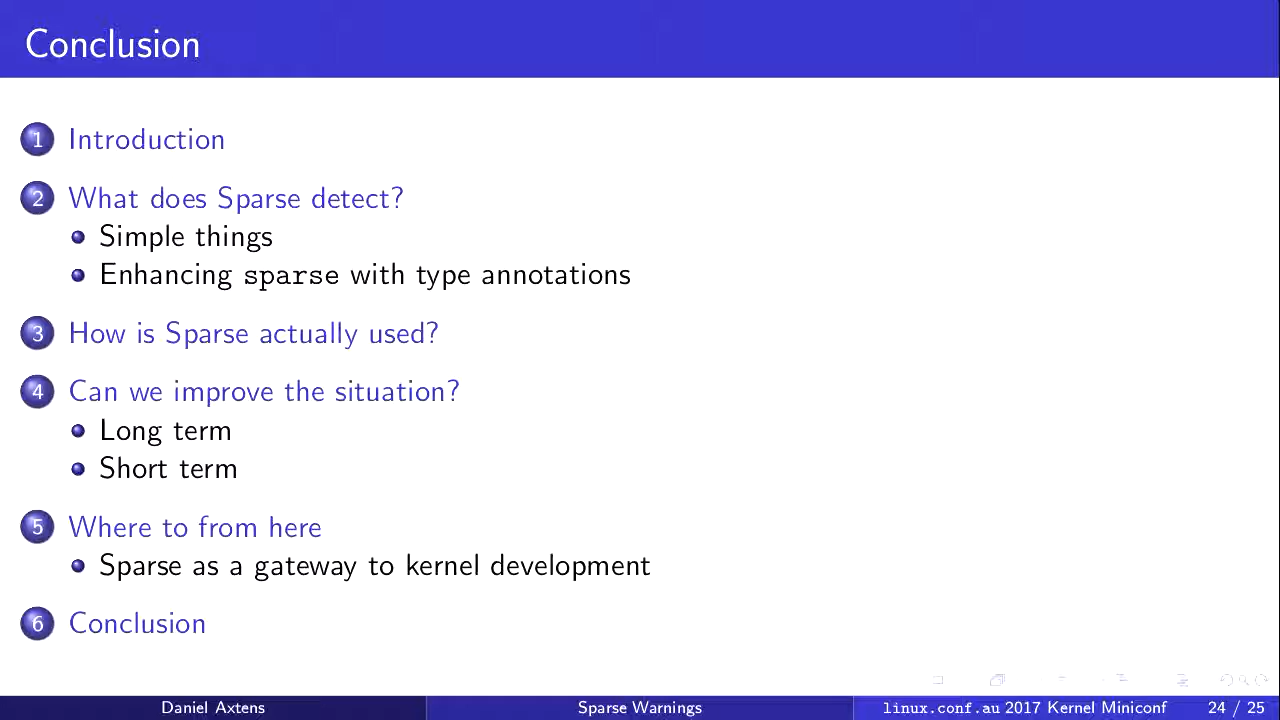 Conclusion
1 Introduction
2 What does Sparse detect?
Simple things
Enhancing sparse with type annotations
3 How is Sparse actually used?
4 Can we improve the situation?
Long term
Short term
5 Where to from here
Sparse as a gateway to kernel development
6 Conclusion
Daniel Axtens Sparse Warnings linux.conf.au 2017 Kernel Miniconf 24 / 25